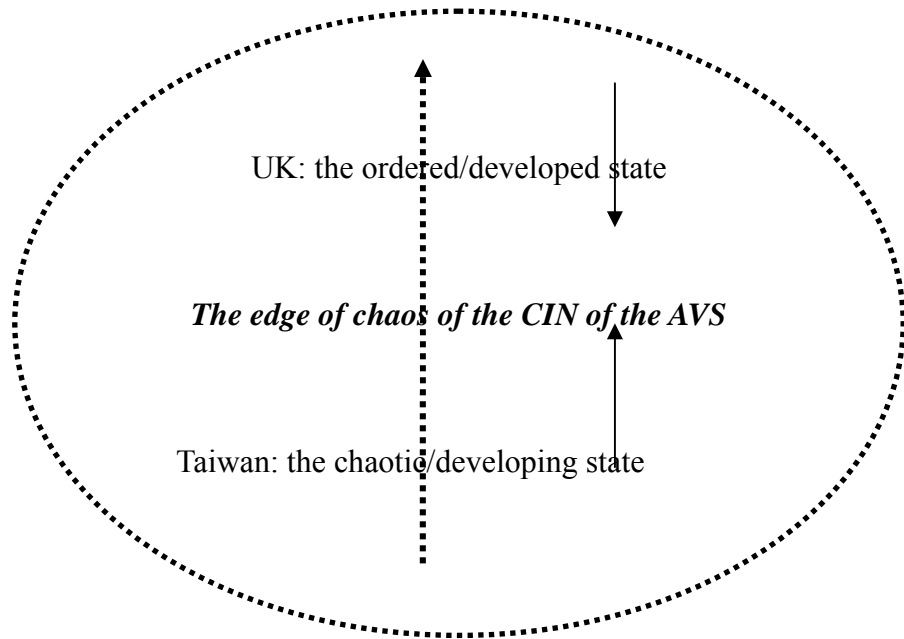 UK: the ordered/developed state
The edge of chaos of the CIN of the AVS
Taiwan: the chaotic/developing state